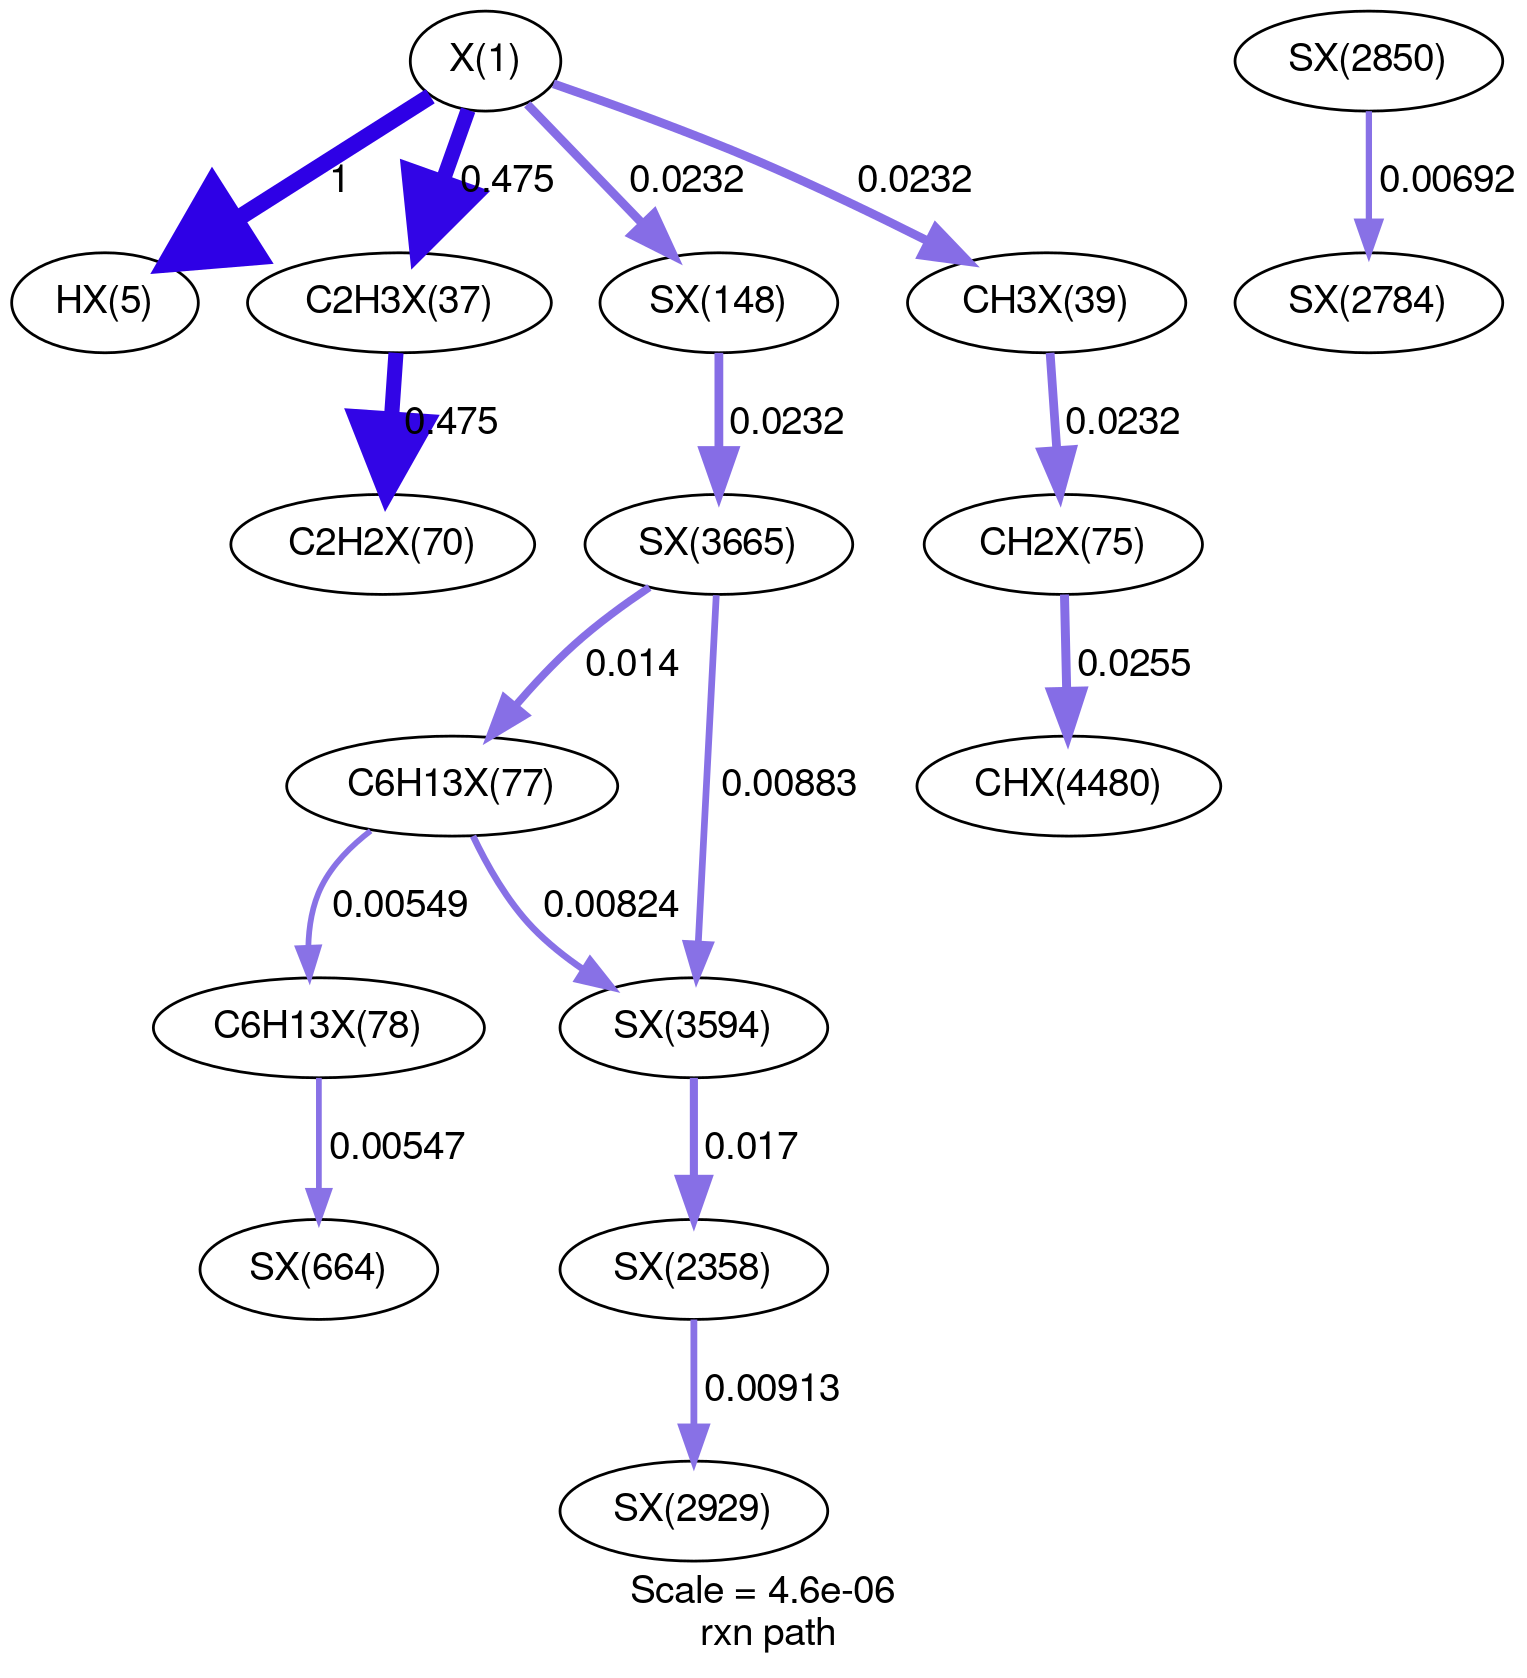 X(1)
SX(2850)
1
0.475
0.0232
0.0232
0.00692
HX(5)
C2H3X(37)
SX(148)
CH3X(39)
SX(2784)
0.475
0.0232
0.0232
C2H2X(70)
SX(3665)
CH2X(75)
0.014
0.0255
C6H13X(77)
0.00883
CHX(4480)
0.00549
0.00824
C6H13X(78)
SX(3594)
0.00547
0.017
SX(664)
SX(2358)
0.00913
SX(2929)
Scale = 4.6e-06
rxn path